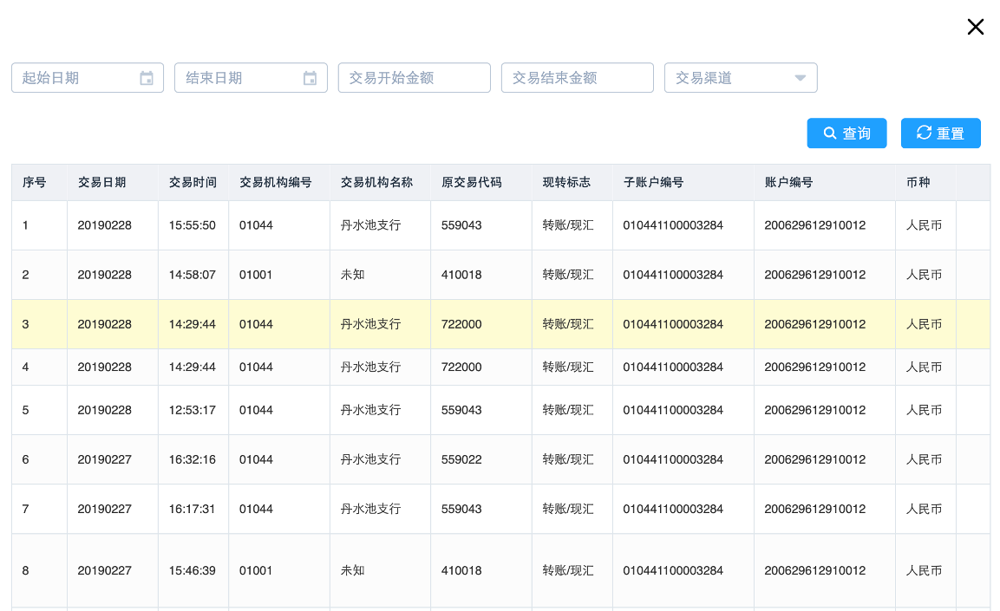 起始日期 结束日期 交易开始金额 交易结束金额 交易渠道
查询 重置
序号 交易日期 交易时间 交易机构编号 交易机构名称 原交易代码 现转标志 子账户编号 账户编号 币种
1 20190228 15:55:50 01044 丹水池支行 559043 转账/现汇 010441100003284 200629612910012 人民币
2 20190228 14:58:07 01001 未知 410018 转账/现汇 010441100003284 200629612910012 人民币
3 20190228 14:29:44 01044 丹水池支行 722000 转账/现汇 010441100003284 200629612910012 人民币
4 20190228 14:29:44 01044 丹水池支行 722000 转账/现汇 010441100003284 200629612910012 人民币
5 20190228 12:53:17 01044 丹水池支行 559043 转账/现汇 010441100003284 200629612910012 人民币
6 20190227 16:32:16 01044 丹水池支行 559022 转账/现汇 010441100003284 200629612910012 人民币
7 20190227 16:17:31 01044 丹水池支行 559043 转账/现汇 010441100003284 200629612910012 人民币
8 20190227 15:46:39 01001 未知 410018 转账/现汇 010441100003284 200629612910012 人民币